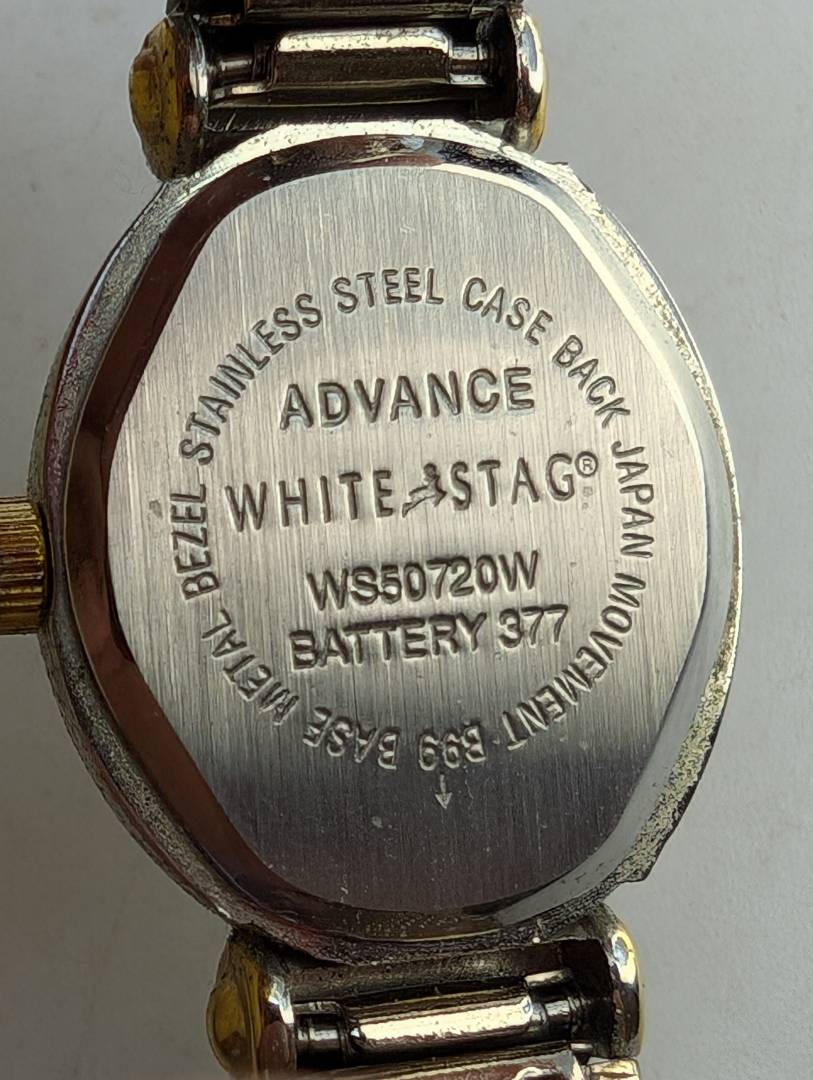 STAINLESS STEEL CASE BACK JAPAN MOVEMENT B99 BASE METAL BEZEL
ADVANCE
WHITE STAG®
WS50720W
BATTERY 377